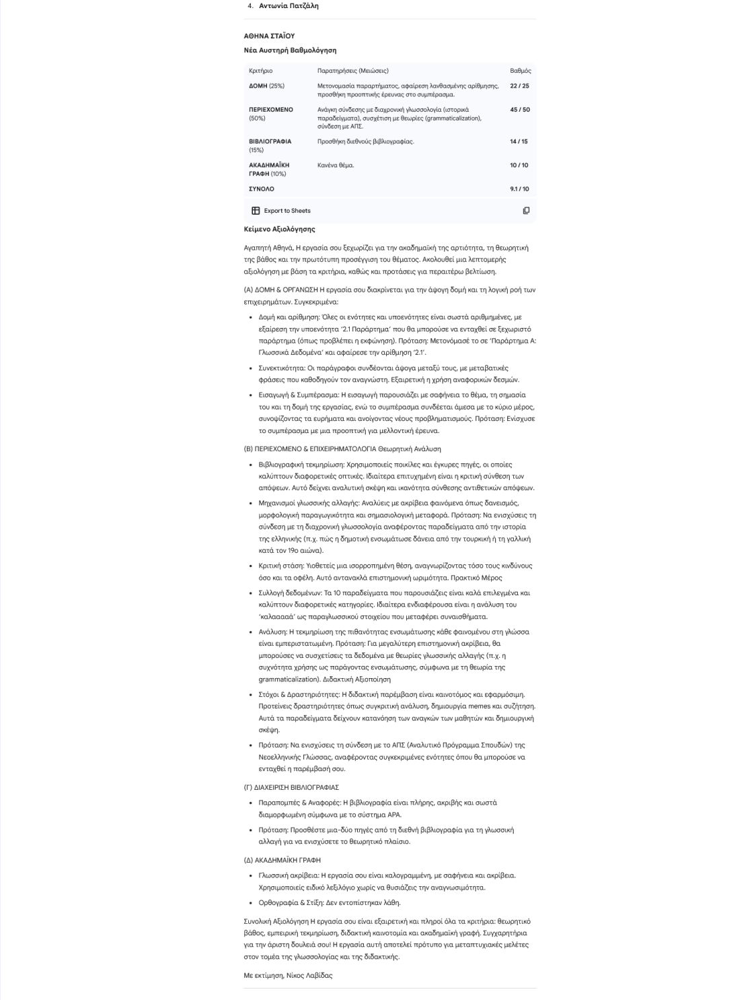 4. Αντωνία Πατζάλη
ΑΘΗΝΑ ΣΤΑΪΟΥ
Νέα Αυστηρή Βαθμολόγηση
Κριτήριο Παρατηρήσεις (Μειώσεις) Βαθμός
ΔΟΜΗ (25%) Μετονομασία παραρτήματος, αφαίρεση λανθασμένης αρίθμησης, 22 / 25
προσθήκη προοπτικής έρευνας στο συμπέρασμα.
ΠΕΡΙΕΧΟΜΕΝΟ Ανάγκη σύνδεσης με διαχρονική γλωσσολογία (ιστορικά 45 / 50
(50%) παραδείγματα), συσχέτιση με θεωρίες (grammaticalization),
σύνδεση με ΑΠΣ.
ΒΙΒΛΙΟΓΡΑΦΙΑ Προσθήκη διεθνούς βιβλιογραφίας. 14 / 15
(15%)
ΑΚΑΔΗΜΑΪΚΗ Κανένα θέμα. 10 / 10
ΓΡΑΦΗ (10%)
ΣΥΝΟΛΟ 9.1 / 10
Export to Sheets
Κείμενο Αξιολόγησης
Αγαπητή Αθηνά, Η εργασία σου ξεχωρίζει για την ακαδημαϊκή της αρτιότητα, τη θεωρητική
της βάθος και την πρωτότυπη προσέγγιση του θέματος. Ακολουθεί μια λεπτομερής
αξιολόγηση με βάση τα κριτήρια, καθώς και προτάσεις για περαιτέρω βελτίωση.
(Α) ΔΟΜΗ & ΟΡΓΑΝΩΣΗ Η εργασία σου διακρίνεται για την άψογη δομή και τη λογική ροή των
επιχειρημάτων. Συγκεκριμένα:
• Δομή και αρίθμηση: Όλες οι ενότητες και υποενότητες είναι σωστά αριθμημένες, με
εξαίρεση την υποενότητα ‘2.1 Παράρτημα’ που θα μπορούσε να ενταχθεί σε ξεχωριστό
παράρτημα (όπως προβλέπει η εκφώνηση). Πρόταση: Μετονόμασέ το σε ‘Παράρτημα Α:
Γλωσσικά Δεδομένα’ και αφαίρεσε την αρίθμηση ‘2.1’.
• Συνεκτικότητα: Οι παράγραφοι συνδέονται άψογα μεταξύ τους, με μεταβατικές
φράσεις που καθοδηγούν τον αναγνώστη. Εξαιρετική η χρήση αναφορικών δεσμών.
• Εισαγωγή & Συμπέρασμα: Η εισαγωγή παρουσιάζει με σαφήνεια το θέμα, τη σημασία
του και τη δομή της εργασίας, ενώ το συμπέρασμα συνδέεται άμεσα με το κύριο μέρος,
συνοψίζοντας τα ευρήματα και ανοίγοντας νέους προβληματισμούς. Πρόταση: Ενίσχυσε
το συμπέρασμα με μια προοπτική για μελλοντική έρευνα.
(Β) ΠΕΡΙΕΧΟΜΕΝΟ & ΕΠΙΧΕΙΡΗΜΑΤΟΛΟΓΙΑ Θεωρητική Ανάλυση
• Βιβλιογραφική τεκμηρίωση: Χρησιμοποιείς ποικίλες και έγκυρες πηγές, οι οποίες
καλύπτουν διαφορετικές οπτικές. Ιδιαίτερα επιτυχημένη είναι η κριτική σύνθεση των
απόψεων. Αυτό δείχνει αναλυτική σκέψη και ικανότητα σύνθεσης αντιθετικών απόψεων.
• Μηχανισμοί γλωσσικής αλλαγής: Αναλύεις με ακρίβεια φαινόμενα όπως δανεισμός,
μορφολογική παραγωγικότητα και σημασιολογική μεταφορά. Πρόταση: Να ενισχύσεις τη
σύνδεση με τη διαχρονική γλωσσολογία αναφέροντας παραδείγματα από την ιστορία
της ελληνικής (π.χ. πώς η δημοτική ενσωμάτωσε δάνεια από την τουρκική ή τη γαλλική
κατά τον 19ο αιώνα).
• Κριτική στάση: Υιοθετείς μια ισορροπημένη θέση, αναγνωρίζοντας τόσο τους κινδύνους
όσο και τα οφέλη. Αυτό αντανακλά επιστημονική ωριμότητα. Πρακτικό Μέρος
• Συλλογή δεδομένων: Τα 10 παραδείγματα που παρουσιάζεις είναι καλά επιλεγμένα και
καλύπτουν διαφορετικές κατηγορίες. Ιδιαίτερα ενδιαφέρουσα είναι η ανάλυση του
‘καλααααά’ ως παραγλωσσικού στοιχείου που μεταφέρει συναισθήματα.
• Ανάλυση: Η τεκμηρίωση της πιθανότητας ενσωμάτωσης κάθε φαινομένου στη γλώσσα
είναι εμπεριστατωμένη. Πρόταση: Για μεγαλύτερη επιστημονική ακρίβεια, θα
μπορούσες να συσχετίσεις τα δεδομένα με θεωρίες γλωσσικής αλλαγής (π.χ. η
συχνότητα χρήσης ως παράγοντας ενσωμάτωσης, σύμφωνα με τη θεωρία της
grammaticalization). Διδακτική Αξιοποίηση
• Στόχοι & Δραστηριότητες: Η διδακτική παρέμβαση είναι καινοτόμος και εφαρμόσιμη.
Προτείνεις δραστηριότητες όπως συγκριτική ανάλυση, δημιουργία memes και συζήτηση.
Αυτά τα παραδείγματα δείχνουν κατανόηση των αναγκών των μαθητών και δημιουργική
σκέψη.
• Πρόταση: Να ενισχύσεις τη σύνδεση με το ΑΠΣ (Αναλυτικό Πρόγραμμα Σπουδών) της
Νεοελληνικής Γλώσσας, αναφέροντας συγκεκριμένες ενότητες όπου θα μπορούσε να
ενταχθεί η παρέμβασή σου.
(Γ) ΔΙΑΧΕΙΡΙΣΗ ΒΙΒΛΙΟΓΡΑΦΙΑΣ
• Παραπομπές & Αναφορές: Η βιβλιογραφία είναι πλήρης, ακριβής και σωστά
διαμορφωμένη σύμφωνα με το σύστημα APA.
• Πρόταση: Προσθέστε μια-δύο πηγές από τη διεθνή βιβλιογραφία για τη γλωσσική
αλλαγή για να ενισχύσετε το θεωρητικό πλαίσιο.
(Δ) ΑΚΑΔΗΜΑΪΚΗ ΓΡΑΦΗ
• Γλωσσική ακρίβεια: Η εργασία σου είναι καλογραμμένη, με σαφήνεια και ακρίβεια.
Χρησιμοποιείς ειδικό λεξιλόγιο χωρίς να θυσιάζεις την αναγνωσιμότητα.
• Ορθογραφία & Στίξη: Δεν εντοπίστηκαν λάθη.
Συνολική Αξιολόγηση Η εργασία σου είναι εξαιρετική και πληροί όλα τα κριτήρια: θεωρητικό
βάθος, εμπειρική τεκμηρίωση, διδακτική καινοτομία και ακαδημαϊκή γραφή. Συγχαρητήρια
για την άριστη δουλειά σου! Η εργασία αυτή αποτελεί πρότυπο για μεταπτυχιακές μελέτες
στον τομέα της γλωσσολογίας και της διδακτικής.
Με εκτίμηση, Νίκος Λαβίδας